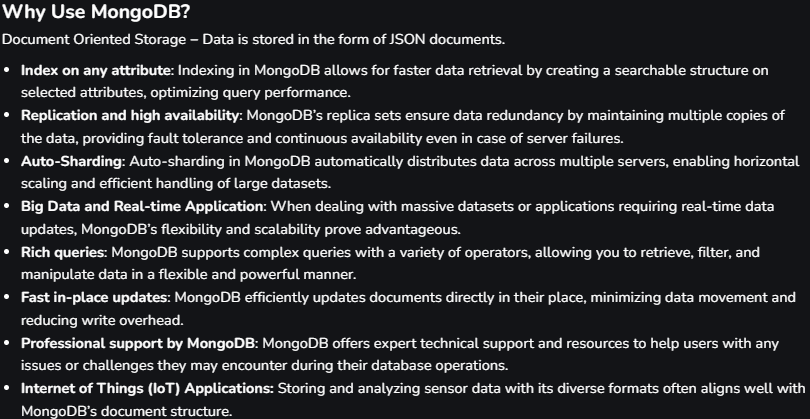 Why Use MongoDB?
Document Oriented Storage – Data is stored in the form of JSON documents.
• Index on any attribute: Indexing in MongoDB allows for faster data retrieval by creating a searchable structure on
selected attributes, optimizing query performance.
• Replication and high availability: MongoDB's replica sets ensure data redundancy by maintaining multiple copies of
the data, providing fault tolerance and continuous availability even in case of server failures.
• Auto-Sharding: Auto-sharding in MongoDB automatically distributes data across multiple servers, enabling horizontal
scaling and efficient handling of large datasets.
• Big Data and Real-time Application: When dealing with massive datasets or applications requiring real-time data
updates, MongoDB's flexibility and scalability prove advantageous.
• Rich queries: MongoDB supports complex queries with a variety of operators, allowing you to retrieve, filter, and
manipulate data in a flexible and powerful manner.
• Fast in-place updates: MongoDB efficiently updates documents directly in their place, minimizing data movement and
reducing write overhead.
• Professional support by MongoDB: MongoDB offers expert technical support and resources to help users with any
issues or challenges they may encounter during their database operations.
• Internet of Things (IoT) Applications: Storing and analyzing sensor data with its diverse formats often aligns well with
MongoDB's document structure.